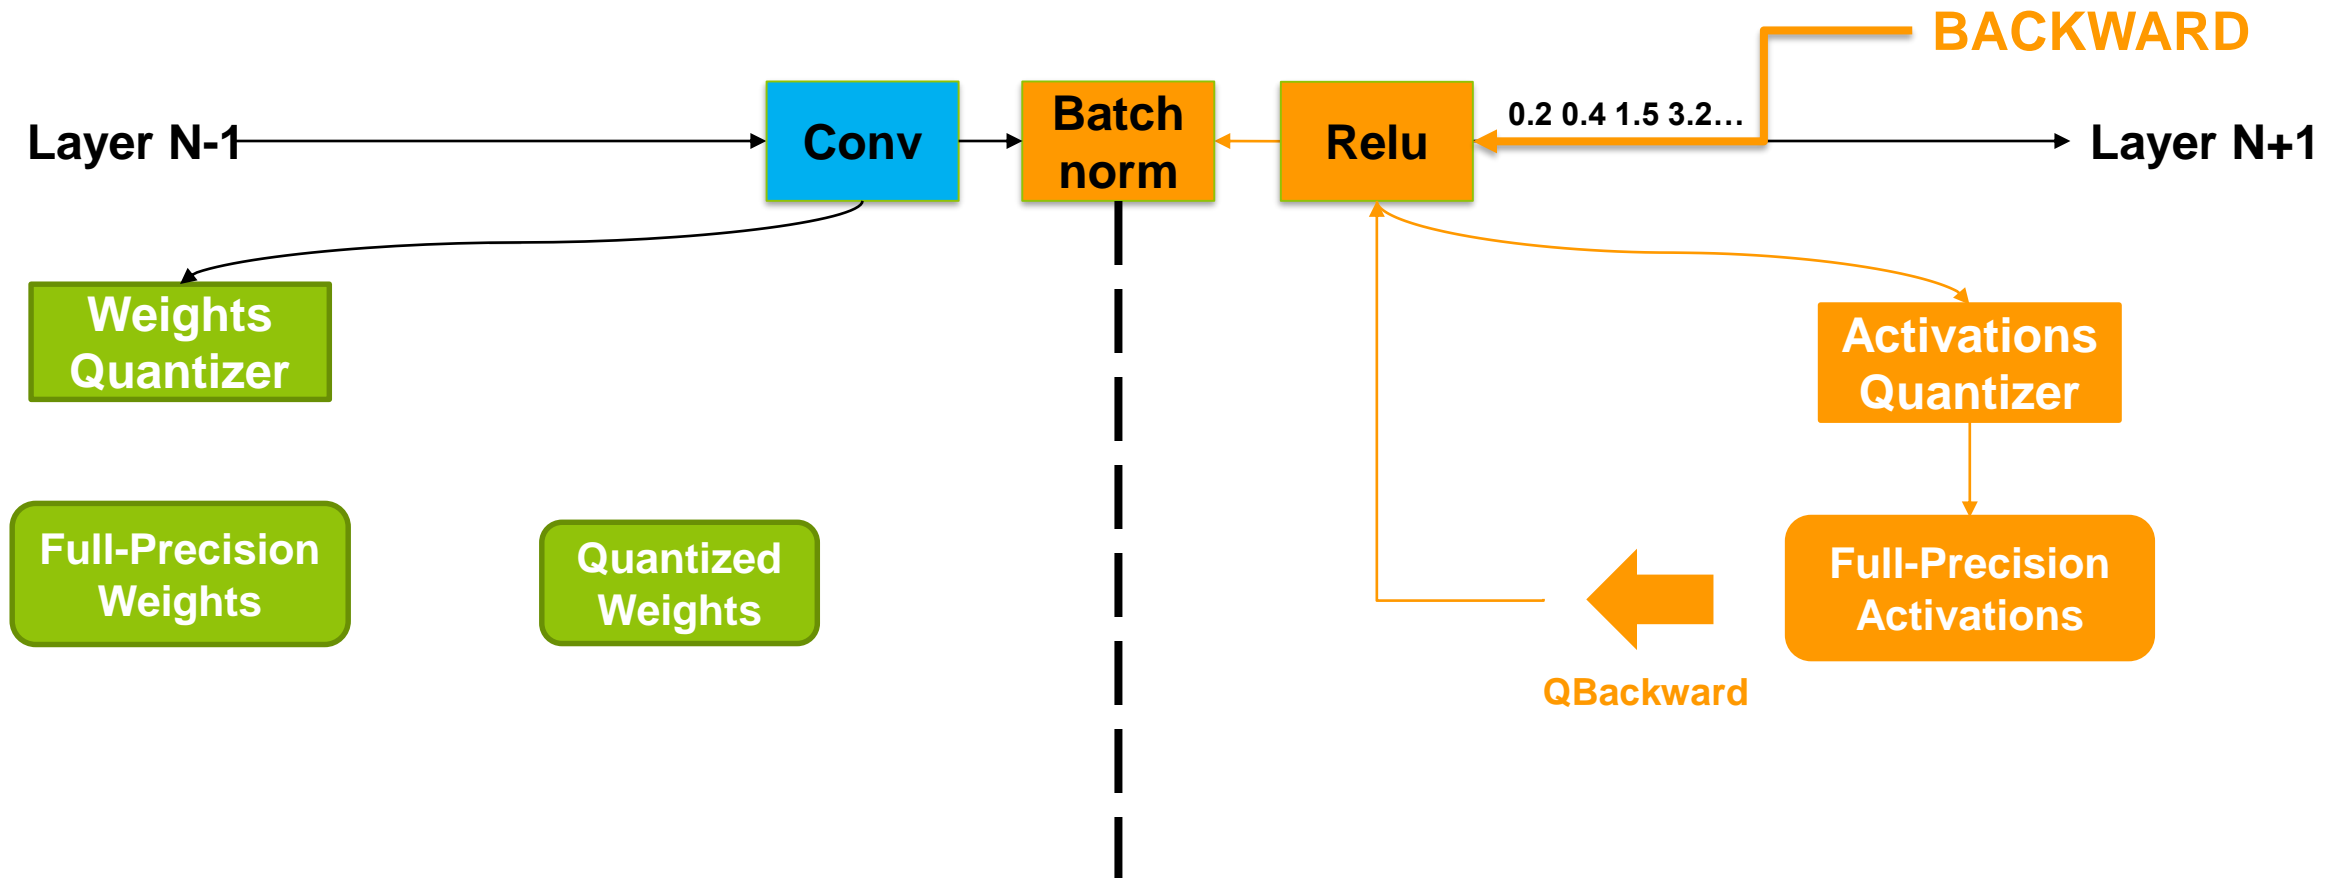 BACKWARD
Layer N-1
Conv
Batch
norm
Relu
0.2 0.4 1.5 3.2…
Layer N+1
Weights
Quantizer
Activations
Quantizer
Full-Precision
Weights
Quantized
Weights
Full-Precision
Activations
QBackward